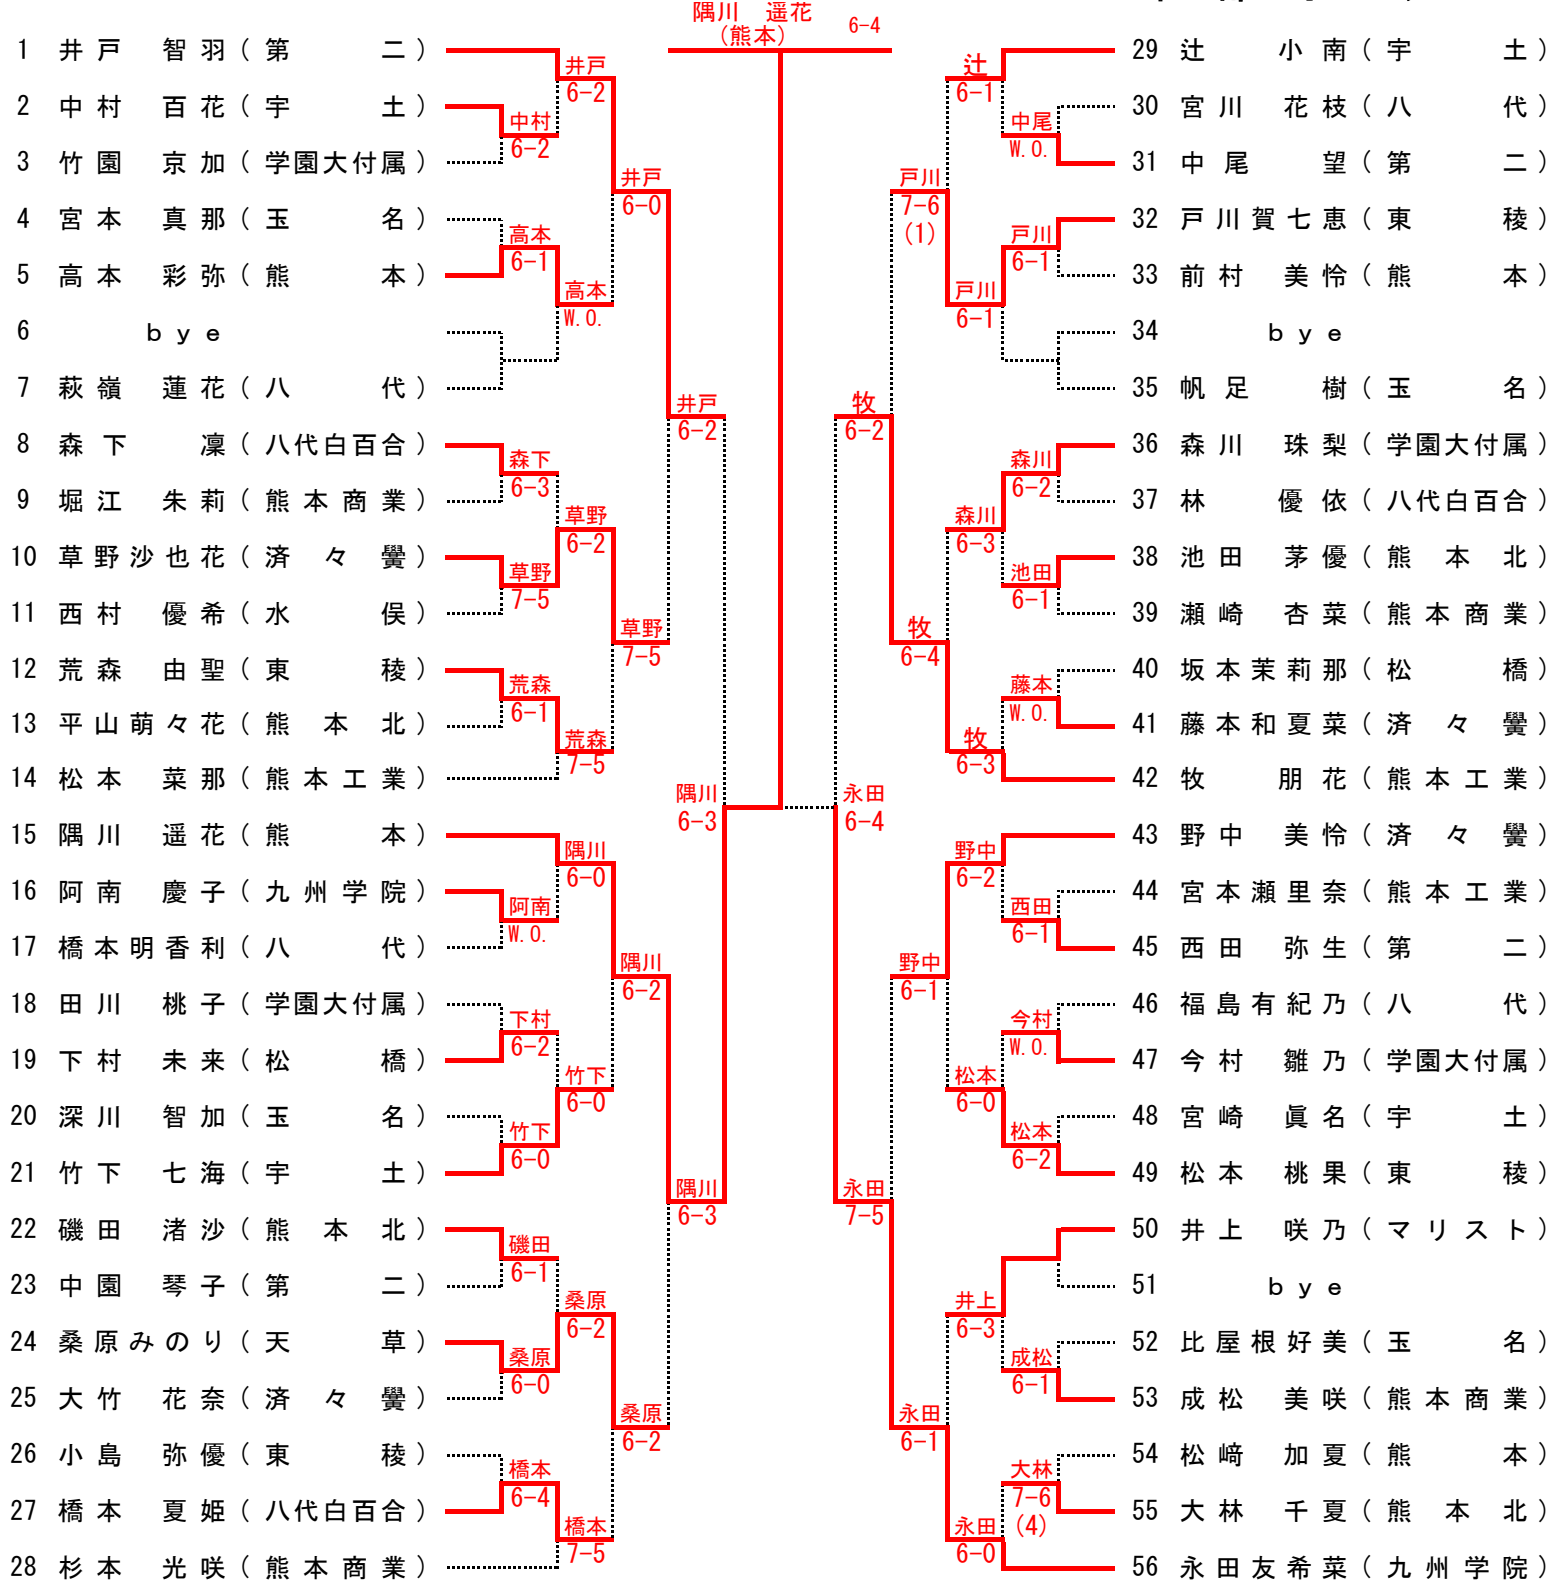 隅川 遥花
(熊本)
6-4
1 井戸 智羽 (第二)
2 中村 百花 (宇土)
3 竹園 京加 (学園大付属)
4 宮本 真那 (玉名)
5 高本 彩弥 (熊本)
6 bye
7 萩嶺 蓮花 (八代)
8 森下 凜 (八代白百合)
9 堀江 朱莉 (熊本商業)
10 草野沙也花 (済々黌)
11 西村 優希 (水俣)
12 荒森 由聖 (東稜)
13 平山萌々花 (熊本北)
14 松本 菜那 (熊本工業)
15 隅川 遥花 (熊本)
16 阿南 慶子 (九州学院)
17 橋本明香利 (八代)
18 田川 桃子 (学園大付属)
19 下村 未来 (松橋)
20 深川 智加 (玉名)
21 竹下 七海 (宇土)
22 磯田 渚沙 (熊本北)
23 中園 琴子 (第二)
24 桑原みのり (天草)
25 大竹 花奈 (済々黌)
26 小島 弥優 (東稜)
27 橋本 夏姫 (八代白百合)
28 杉本 光咲 (熊本商業)
中村
6-2
高本
6-1
森下
6-3
草野
7-5
荒森
6-1
阿南
W.O.
下村
6-2
竹下
6-0
磯田
6-1
桑原
6-0
橋本
6-4
井戸
6-2
高本
W.O.
草野
6-2
荒森
7-5
隅川
6-0
竹下
6-0
桑原
6-2
橋本
7-5
井戸
6-0
草野
7-5
隅川
6-2
桑原
6-2
井戸
6-2
隅川
6-3
隅川
6-3
永田
6-4
牧
6-2
永田
7-5
戸川
7-6
(1)
牧
6-4
野中
6-1
永田
6-1
辻
6-1
戸川
6-1
森川
6-3
牧
6-3
野中
6-2
松本
6-0
井上
6-3
永田
6-0
中尾
W.O.
戸川
6-1
森川
6-2
池田
6-1
藤本
W.O.
西田
6-1
今村
W.O.
松本
6-2
成松
6-1
大林
7-6
(4)
29 辻 小南 (宇土)
30 宮川 花枝 (八代)
31 中尾 望 (第二)
32 戸川賀七恵 (東稜)
33 前村 美怜 (熊本)
34 bye
35 帆足 樹 (玉名)
36 森川 珠梨 (学園大付属)
37 林 優依 (八代白百合)
38 池田 茅優 (熊本北)
39 瀬崎 杏菜 (熊本商業)
40 坂本茉莉那 (松橋)
41 藤本和夏菜 (済々黌)
42 牧 朋花 (熊本工業)
43 野中 美怜 (済々黌)
44 宮本瀬里奈 (熊本工業)
45 西田 弥生 (第二)
46 福島有紀乃 (八代)
47 今村 雛乃 (学園大付属)
48 宮崎 眞名 (宇土)
49 松本 桃果 (東稜)
50 井上 咲乃 (マリスト)
51 bye
52 比屋根好美 (玉名)
53 成松 美咲 (熊本商業)
54 松﨑 加夏 (熊本)
55 大林 千夏 (熊本北)
56 永田友希菜 (九州学院)